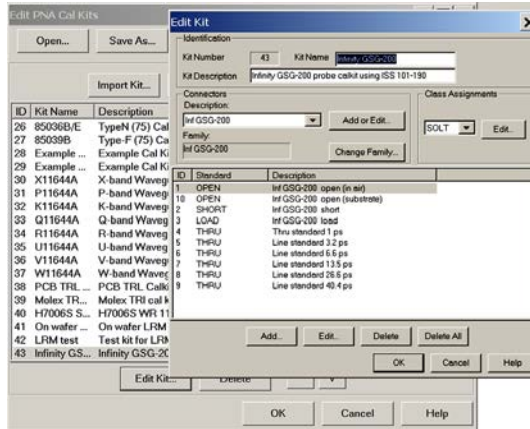 Edit PNA Cal Kits
Open... Save As...
Import Kit...
ID Kit Name Description
26 85036B/E TypeN (75) Cal
27 85039B Type-F (75) Cal
28 Example ... Example Cal Ki
29 Example ... Example Cal Ki
30 X11644A X-band Waveg
31 P11644A P-band Waveg
32 K11644A K-band Waveg
33 Q11644A Q-band Waveg
34 R11644A R-band Waveg
35 U11644A U-band Waveg
36 V11644A V-band Waveg
37 W11644A W-band Waveg
38 PCB TRL ... PCB TRL Calki
39 Molex TR... Molex TRl cal k
40 H7006S S... H7006S WR 11
41 On wafer ... On wafer LRM
42 LRM test Test kit for LRM
43 Infinity GS... Infinity GSG-20
Edit Kit... Delete
OK Cancel Help
Edit Kit
Identification
Kit Number 43 Kit Name Infinity GSG-200
Kit Description Infinity GSG-200 probe calkit using ISS 101-190
Connectors
Description:
Inf GSG-200 Add or Edit...
Family:
Inf GSG-200 Change Family...
Class Assignments
SOLT Edit...
ID Standard Description
1 OPEN Inf GSG-200 open (in air)
10 OPEN Inf GSG-200 open (substrate)
2 SHORT Inf GSG-200 short
3 LOAD Inf GSG-200 load
4 THRU Thru standard 1 ps
5 THRU Line standard 3.2 ps
6 THRU Line standard 6.6 ps
7 THRU Line standard 13.5 ps
8 THRU Line standard 26.6 ps
9 THRU Line standard 40.4 ps
Add... Edit... Delete Delete All
OK Cancel Help